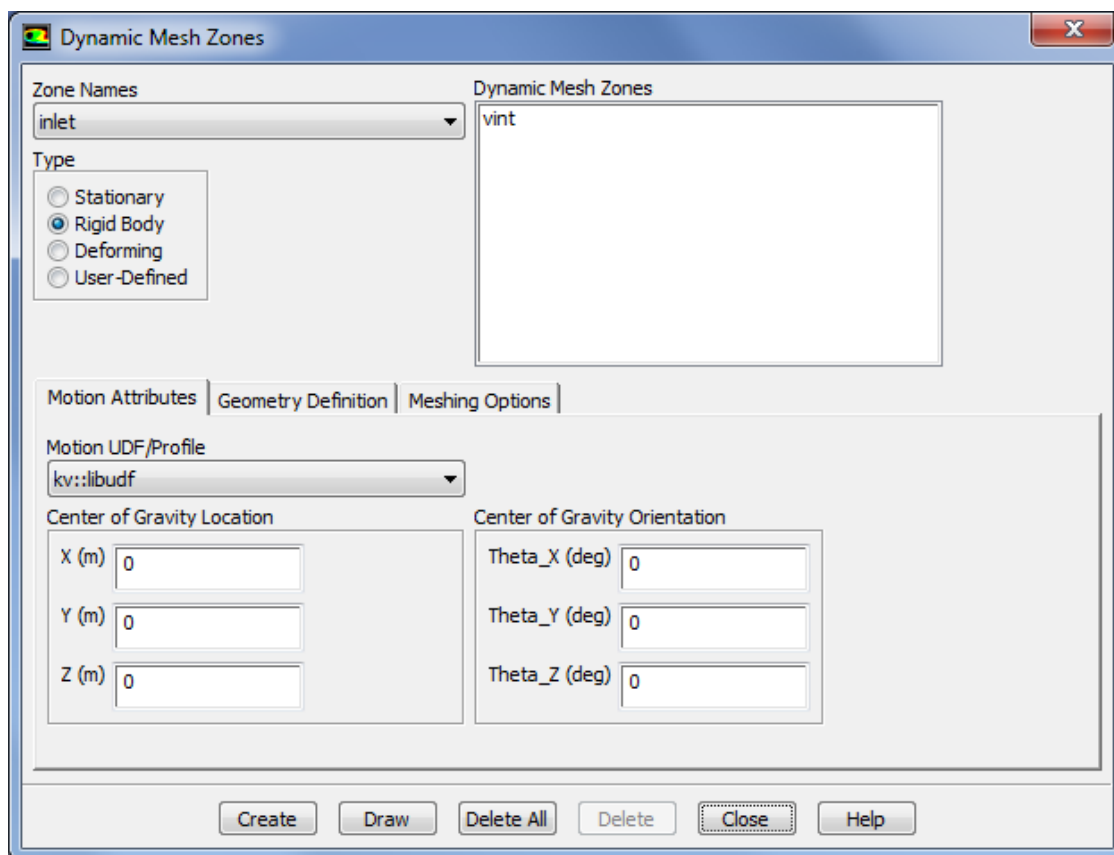 Dynamic Mesh Zones
Zone Names
inlet
Type
Stationary
Rigid Body
Deforming
User-Defined
Dynamic Mesh Zones
vint
Motion Attributes Geometry Definition Meshing Options
Motion UDF/Profile
kv::libudf
Center of Gravity Location
X (m) 0
Y (m) 0
Z (m) 0
Center of Gravity Orientation
Theta_X (deg) 0
Theta_Y (deg) 0
Theta_Z (deg) 0
Create Draw Delete All Delete Close Help